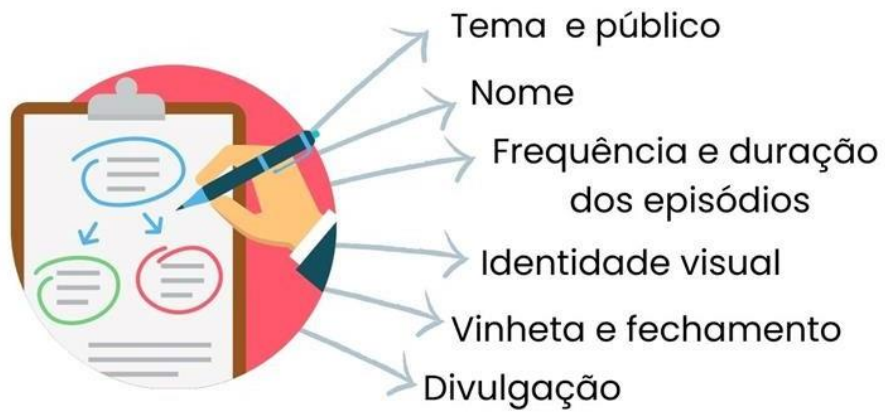 Tema e público
Nome
Frequência e duração
dos episódios
Identidade visual
Vinheta e fechamento
Divulgação